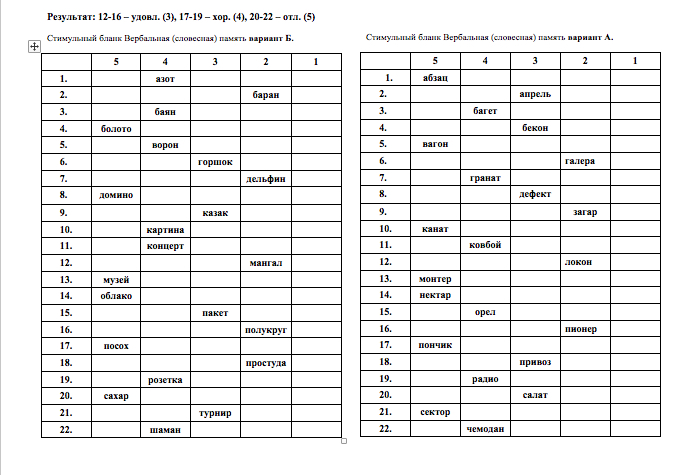 Результат: 12-16 – удовл. (3), 17-19 – хор. (4), 20-22 – отл. (5)
Стимульный бланк Вербальная (словесная) память вариант Б.
5 4 3 2 1
1. азот
2. баран
3. баян
4. болото
5. ворон
6. горшок
7. дельфин
8. домино
9. казак
10. картина
11. концерт
12. мангал
13. музей
14. облако
15. пакет
16. полукруг
17. посох
18. простуда
19. розетка
20. сахар
21. турнир
22. шаман
Стимульный бланк Вербальная (словесная) память вариант А.
5 4 3 2 1
1. абзац
2. апрель
3. багет
4. бекон
5. вагон
6. галера
7. гранат
8. дефект
9. загар
10. канат
11. ковбой
12. локон
13. монтер
14. нектар
15. орел
16. пионер
17. пончик
18. привоз
19. радио
20. салат
21. сектор
22. чемодан